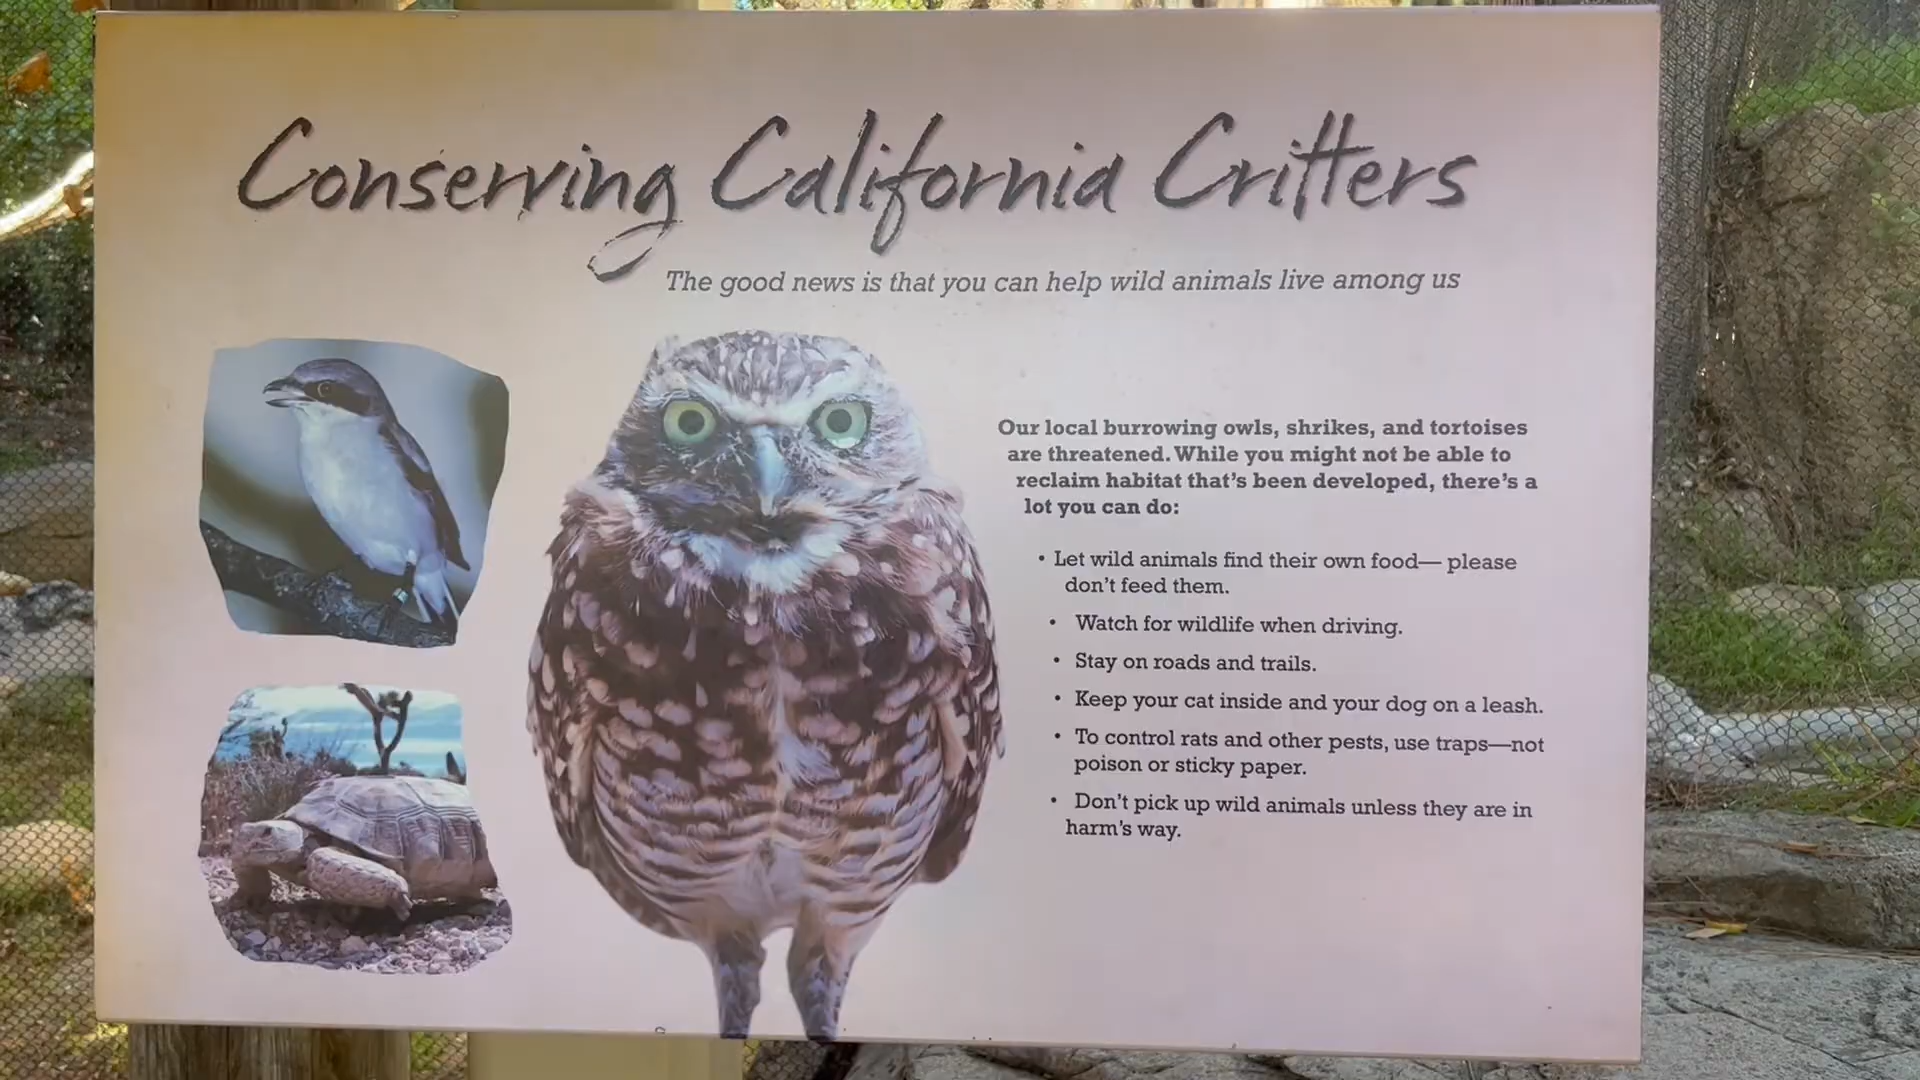 Conserving California Critters
The good news is that you can help wild animals live among us
Our local burrowing owls, shrikes, and tortoises
are threatened. While you might not be able to
reclaim habitat that's been developed, there's a
lot you can do:
• Let wild animals find their own food— please
don't feed them.
• Watch for wildlife when driving.
• Stay on roads and trails.
• Keep your cat inside and your dog on a leash.
• To control rats and other pests, use traps—not
poison or sticky paper.
• Don't pick up wild animals unless they are in
harm's way.